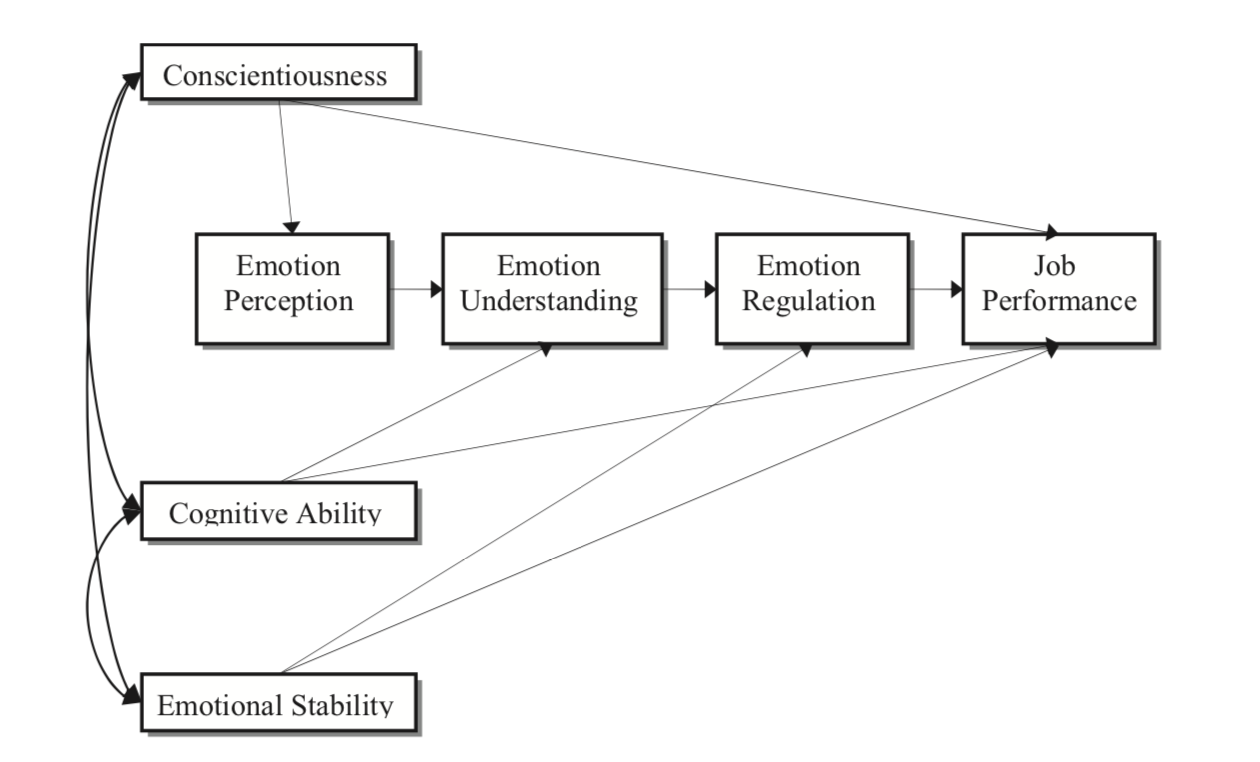 Conscientiousness
Emotion
Perception
Emotion
Understanding
Emotion
Regulation
Job
Performance
Cognitive Ability
Emotional Stability